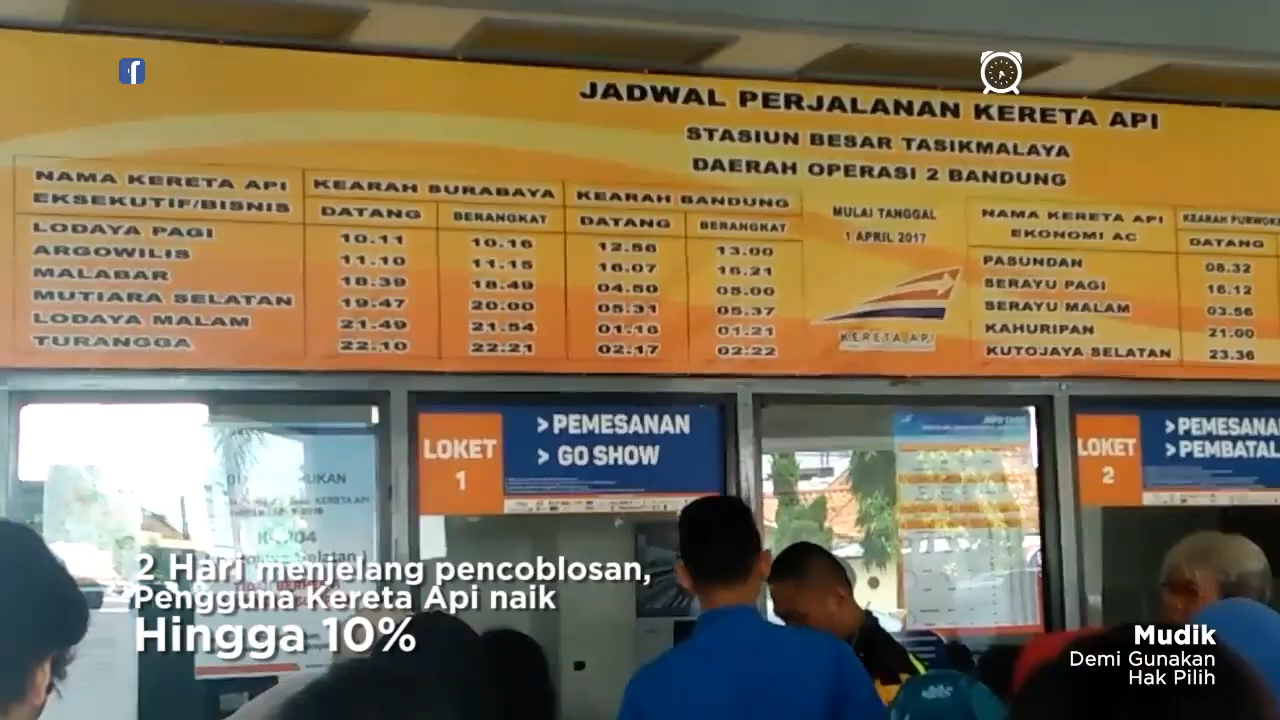 JADWAL PERJALANAN KERETA API
STASIUN BESAR TASIKMALAYA
DAERAH OPERASI 2 BANDUNG
NAMA KERETA API EKSEKUTIF/BISNIS KEARAH SURABAYA KEARAH BANDUNG
DATANG BERANGKAT DATANG BERANGKAT
LODAYA PAGI 10.11 10.16 12.56 13.00
ARGOWILIS 11.10 11.15 16.07 16.21
MALABAR 18.39 18.49 04.50 05.00
MUTIARA SELATAN 19.47 20.00 05.31 05.37
LODAYA MALAM 21.49 21.54 01.16 01.21
TURANGGA 22.10 22.21 02.17 02.22
MULAI TANGGAL
1 APRIL 2017
KERETA API
NAMA KERETA API
EKONOMI AC
KEARAH PURWOK
DATANG
PASUNDAN 08.32
SERAYU PAGI 16.12
SERAYU MALAM 03.56
KAHURIPAN 21.00
KUTOJAYA SELATAN 23.36
LOKET
1
>PEMESANAN
> GO SHOW
LOKET
2
>PEMESANA
>PEMBATAL
2 Hari menjelang pencoblosan,
Pengguna Kereta Api naik
Hingga 10%
Mudik
Demi Gunakan
Hak Pilih